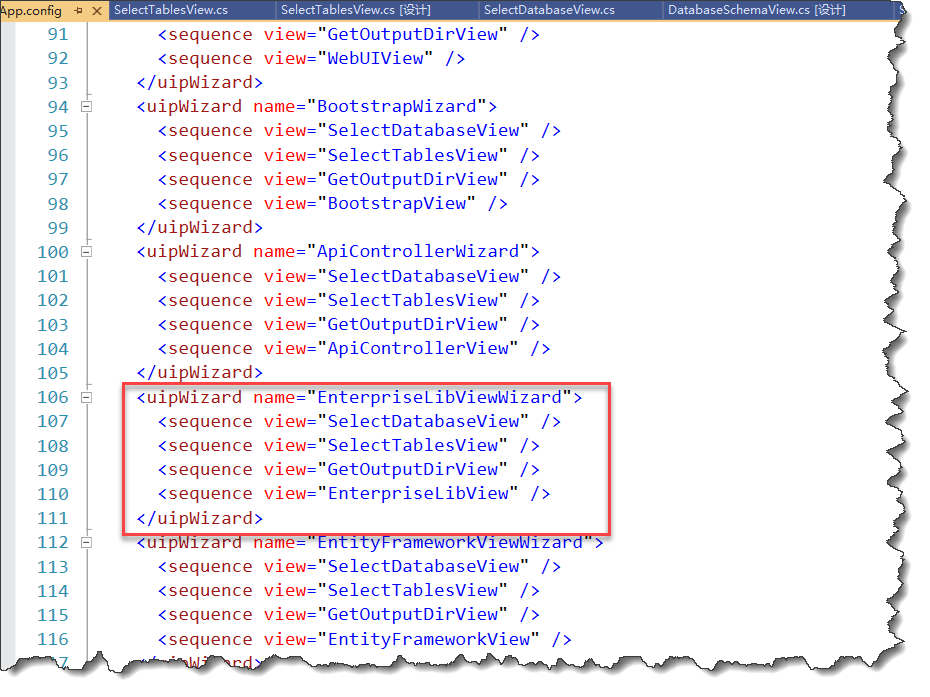 App.config SelectTablesView.cs SelectTablesView.cs [设计] SelectDatabaseView.cs DatabaseSchemaView.cs [设计]
91 <sequence view="GetOutputDirView" />
92 <sequence view="WebUIView" />
93 </uipWizard>
94 <uipWizard name="BootstrapWizard">
95 <sequence view="SelectDatabaseView" />
96 <sequence view="SelectTablesView" />
97 <sequence view="GetOutputDirView" />
98 <sequence view="BootstrapView" />
99 </uipWizard>
100 <uipWizard name="ApiControllerWizard">
101 <sequence view="SelectDatabaseView" />
102 <sequence view="SelectTablesView" />
103 <sequence view="GetOutputDirView" />
104 <sequence view="ApiControllerView" />
105 </uipWizard>
106 <uipWizard name="EnterpriseLibViewWizard">
107 <sequence view="SelectDatabaseView" />
108 <sequence view="SelectTablesView" />
109 <sequence view="GetOutputDirView" />
110 <sequence view="EnterpriseLibView" />
111 </uipWizard>
112 <uipWizard name="EntityFrameworkViewWizard">
113 <sequence view="SelectDatabaseView" />
114 <sequence view="SelectTablesView" />
115 <sequence view="GetOutputDirView" />
116 <sequence view="EntityFrameworkView" />